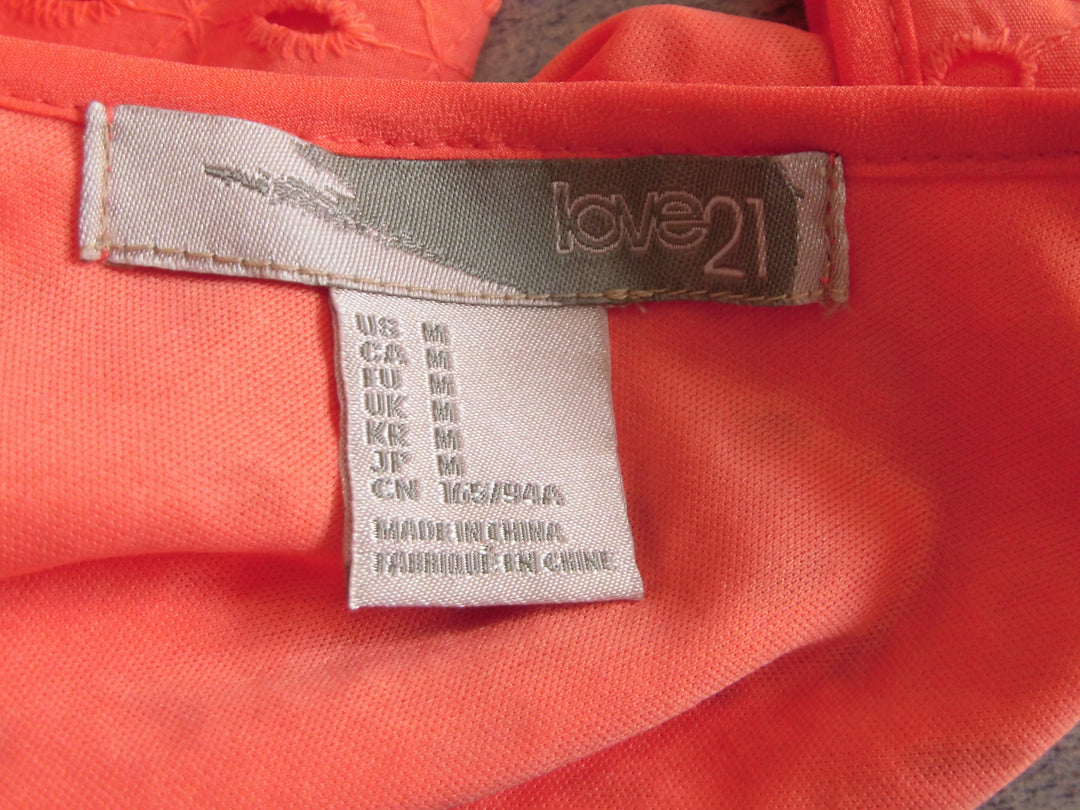 love21
US M
CA M
EU M
UK M
KR M
JP M
CN 165/94A
MADE IN CHINA
FABRIQUÉ EN CHINE